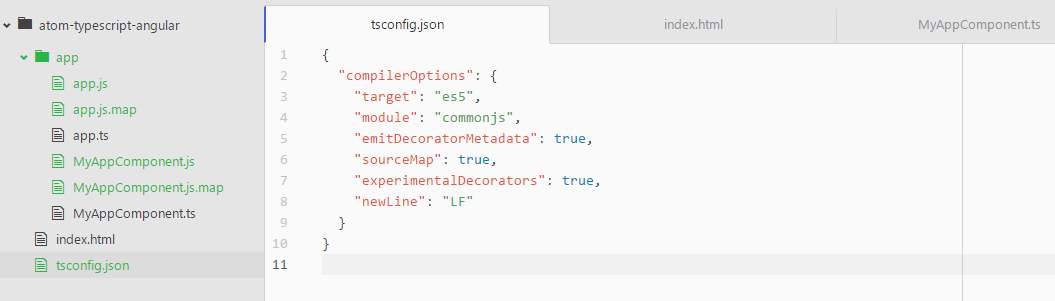 atom-typescript-angular
app
app.js
app.js.map
app.ts
MyAppComponent.js
MyAppComponent.js.map
MyAppComponent.ts
index.html
tsconfig.json
tsconfig.json index.html MyAppComponent.ts
1 {
2   "compilerOptions": {
3     "target": "es5",
4     "module": "commonjs",
5     "emitDecoratorMetadata": true,
6     "sourceMap": true,
7     "experimentalDecorators": true,
8     "newLine": "LF"
9   }
10 }
11